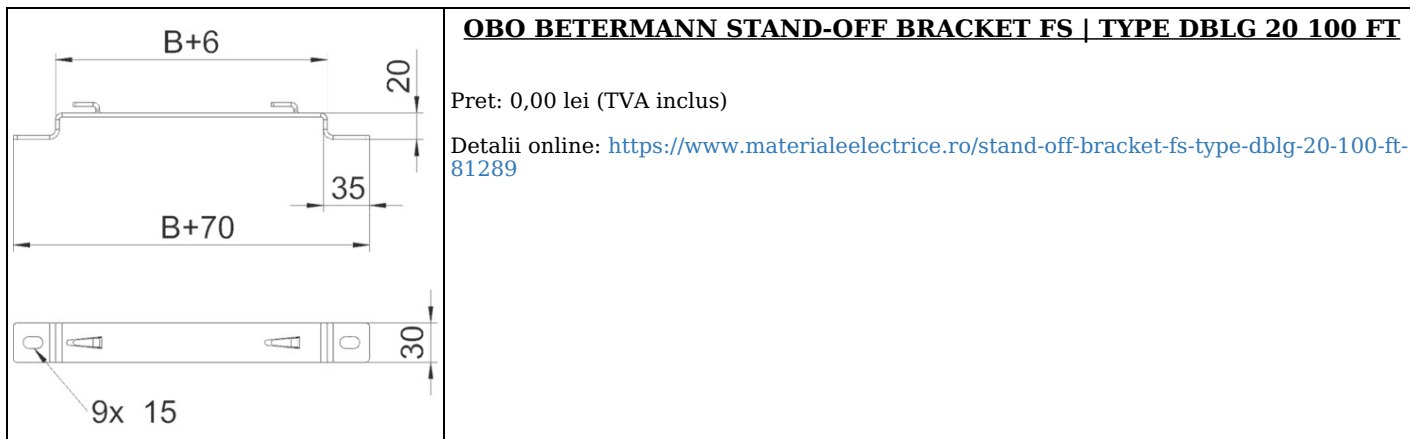 B+6
20
35
B+70
30
9x 15
OBO BETERMANN STAND-OFF BRACKET FS | TYPE DBLG 20 100 FT
Pret: 0,00 lei (TVA inclus)
Detalii online: https://www.materialeelectrice.ro/stand-off-bracket-fs-type-dblg-20-100-ft-
81289